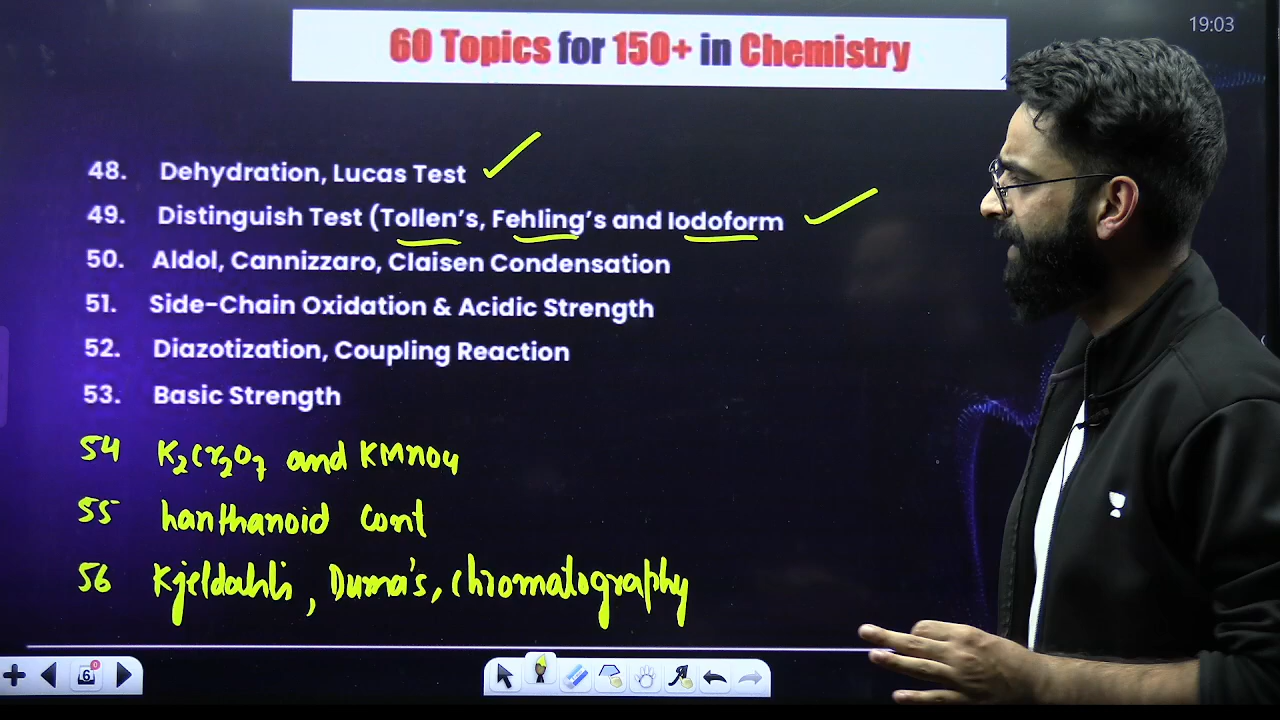 19:03
60 Topics for 150+ in Chemistry
48. Dehydration, Lucas Test
49. Distinguish Test (Tollen's, Fehling's and Iodoform
50. Aldol, Cannizzaro, Claisen Condensation
51. Side-Chain Oxidation & Acidic Strength
52. Diazotization, Coupling Reaction
53. Basic Strength
54 K₂Cr₂O₇ and KMnO₄
55 Lanthanoid Cont
56 Kjeldahl's, Duma's, Chromatography
6